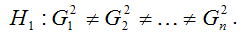 H₁ : G₁² ≠ G₂² ≠ … ≠ Gₙ² .